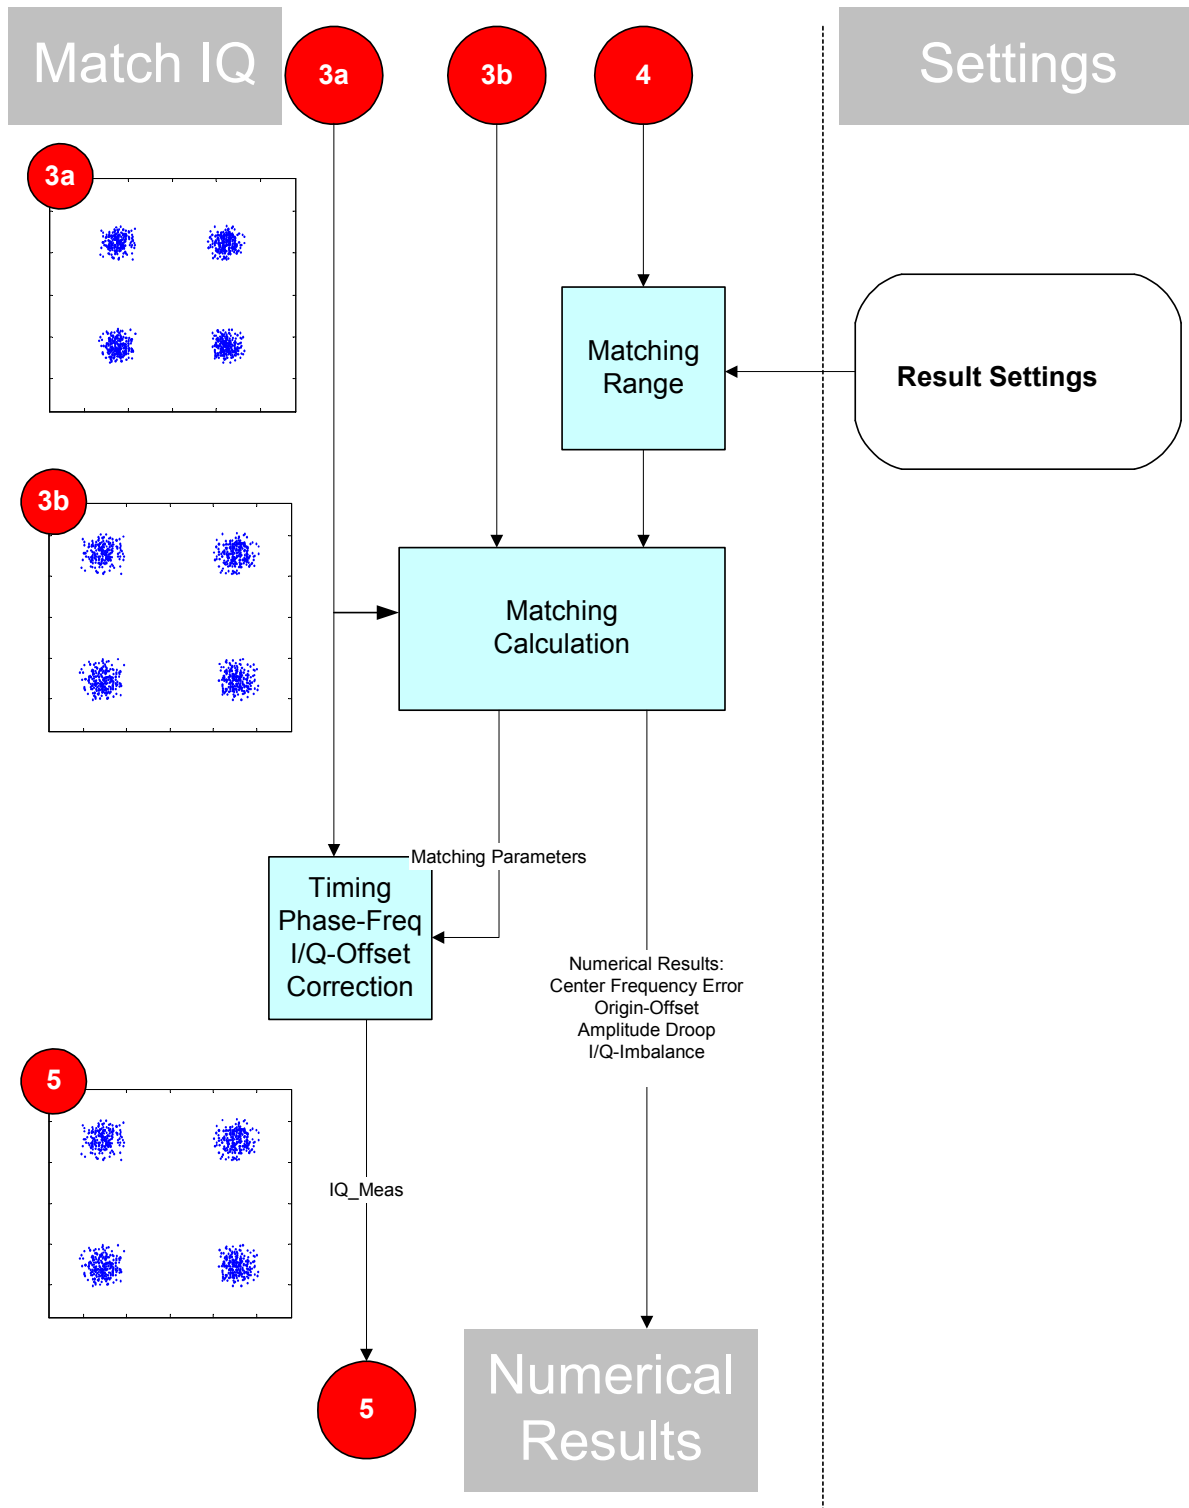 Match IQ
3a
3b
4
Settings
3a
Matching
Range
Result Settings
3b
Matching
Calculation
Matching Parameters
Timing
Phase-Freq
I/Q-Offset
Correction
Numerical Results:
Center Frequency Error
Origin-Offset
Amplitude Droop
I/Q-Imbalance
5
IQ_Meas
5
Numerical
Results